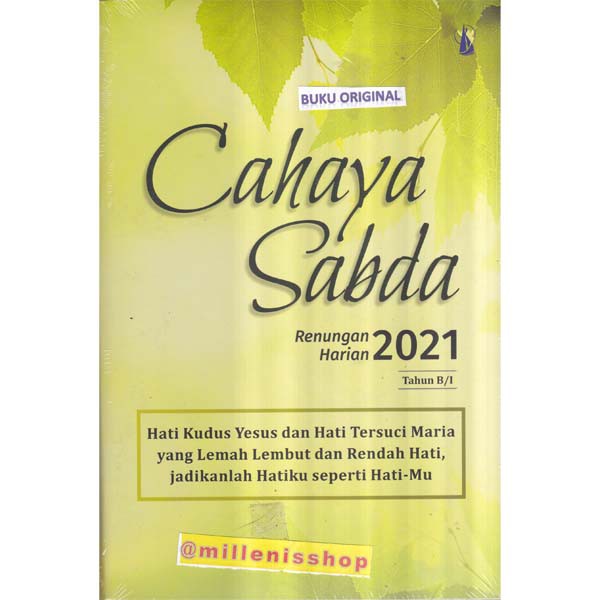 BUKU ORIGINAL
Cahaya
Sabda
Renungan
Harian 2021
Tahun B/I
Hati Kudus Yesus dan Hati Tersuci Maria
yang Lemah Lembut dan Rendah Hati,
jadikanlah Hatiku seperti Hati-Mu
@millenisshop